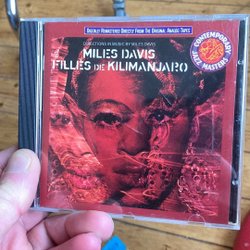 DIGITALLY REMASTERED DIRECTLY FROM THE ORIGINAL ANALOG TAPES
DIRECTIONS IN MUSIC BY MILES DAVIS
MILES DAVIS
FILLES DE KILIMANJARO
CONTEMPORARY
JAZZ MASTERS